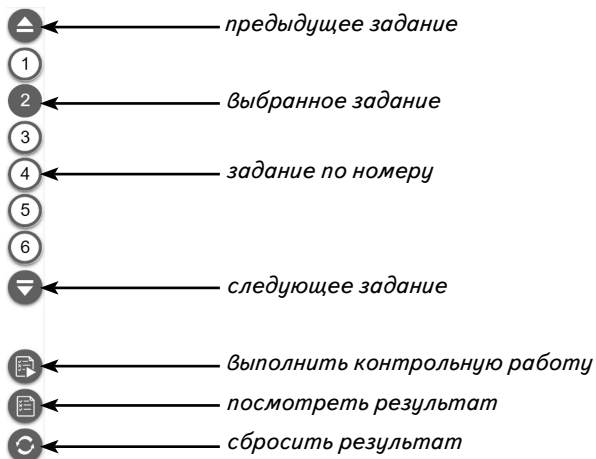 предыдущее задание
1
2 выбранное задание
3
4 задание по номеру
5
6
следующее задание
выполнить контрольную работу
посмотреть результат
сбросить результат